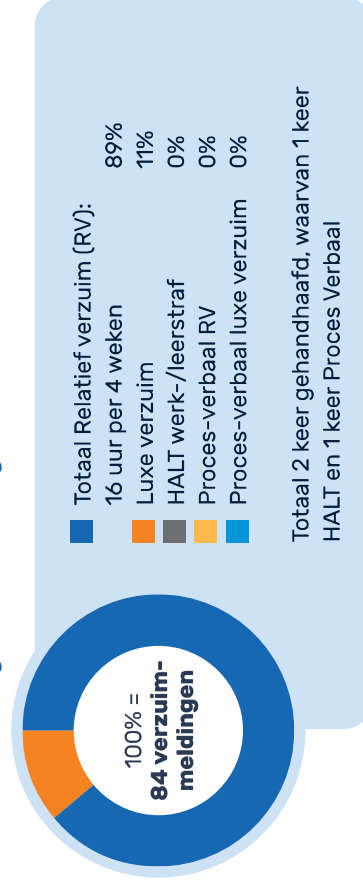 100% =
84 verzuim-
meldingen
Totaal Relatief verzuim (RV):
16 uur per 4 weken 89%
Luxe verzuim 11%
HALT werk-/leerstraf 0%
Proces-verbaal RV 0%
Proces-verbaal luxe verzuim 0%
Totaal 2 keer gehandhaafd, waarvan 1 keer
HALT en 1 keer Proces Verbaal